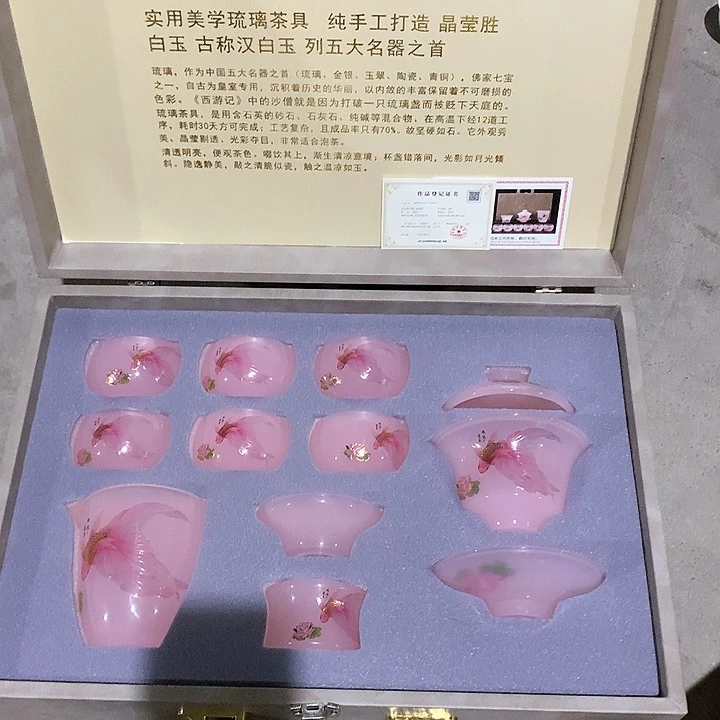 实用美学琉璃茶具 纯手工打造 晶莹胜
白玉 古称汉白玉 列五大名器之首
琉璃，作为中国五大名器之首（琉璃、金银、玉翠、陶瓷、青铜），佛家七宝
之一，自古为皇室专用，沉积着历史的华丽，以内敛的丰富保留着不可磨损的
色彩。《西游记》中的沙僧就是因为打破一只琉璃盏而被贬下天庭的。
琉璃茶具，是用含石英的砂石、石炭石、纯碱等混合物，在高温下经12道工
序，耗时30天方可完成；工艺复杂，且成品率只有70%。故坚硬如石。它外观秀
美、晶莹剔透、光彩夺目，非常适合泡茶。
清透明亮，便观茶色。啜饮其上，渐生清凉意境；杯盏错落间，光影如月光倾
斜。隐逸静美，敲之清脆似瓷，触之温凉如玉。
作品登记证书